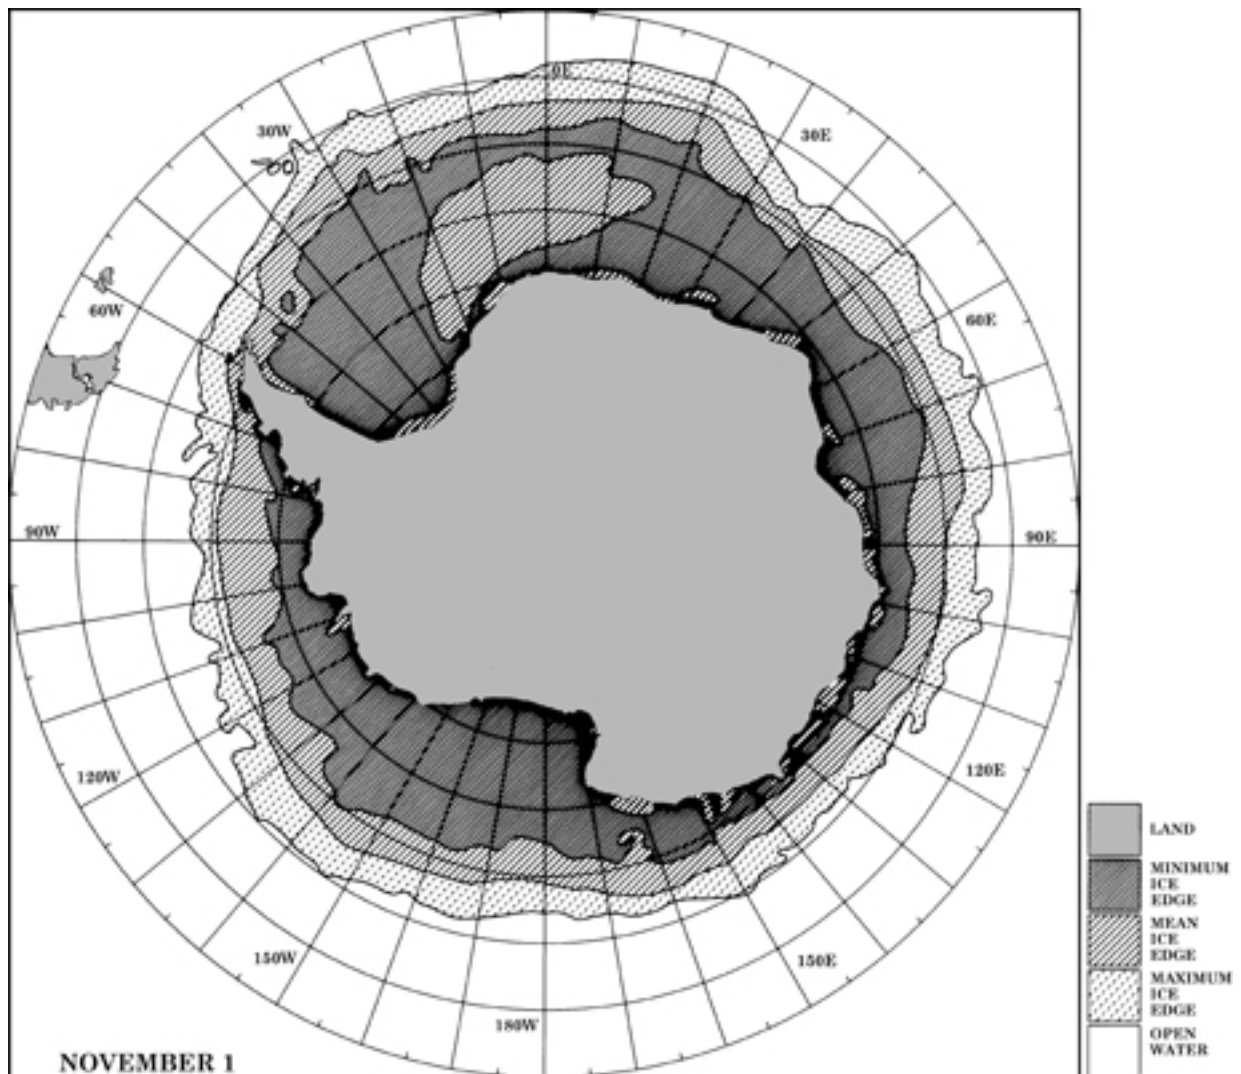 0E
30W
30E
60W
60E
90W
90E
120W
120E
150W
150E
180W
NOVEMBER 1
LAND
MINIMUM
ICE
EDGE
MEAN
ICE
EDGE
MAXIMUM
ICE
EDGE
OPEN
WATER